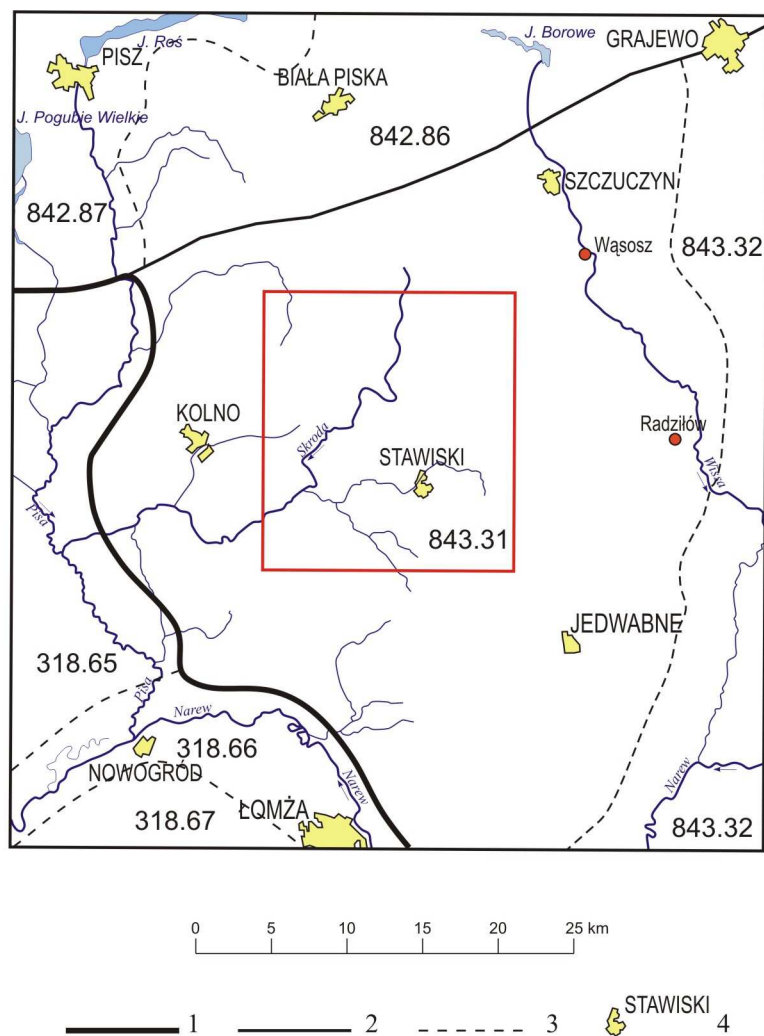 J. Roś
PISZ
J. Borowe
GRAJEWO
BIAŁA PISKA
J. Pogubie Wielkie
842.86
SZCZUCZYN
842.87
Wąsosz
843.32
KOLNO
Skroda
Radziłów
STAWISKI
Wissa
Pisa
843.31
JEDWABNE
318.65
Pisa
Narew
318.66
NOWOGRÓD
Narew
Narew
318.67
ŁQMŻA
843.32
0 5 10 15 20 25 km
1 2 3 STAWISKI 4